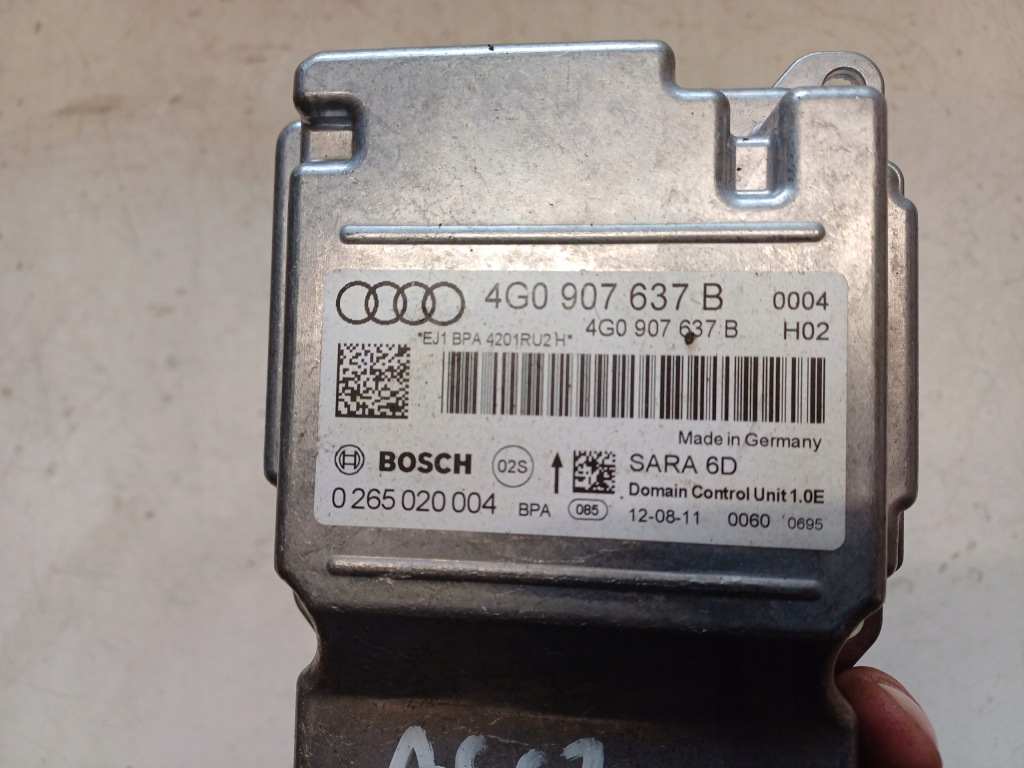 4G0 907 637 B 0004
4G0 907 637 B H02
*EJ1 BPA 4201RU2 H*
Made in Germany
BOSCH 02S SARA 6D
Domain Control Unit 1.0E
0 265 020 004 BPA 085 12-08-11 0060 0695